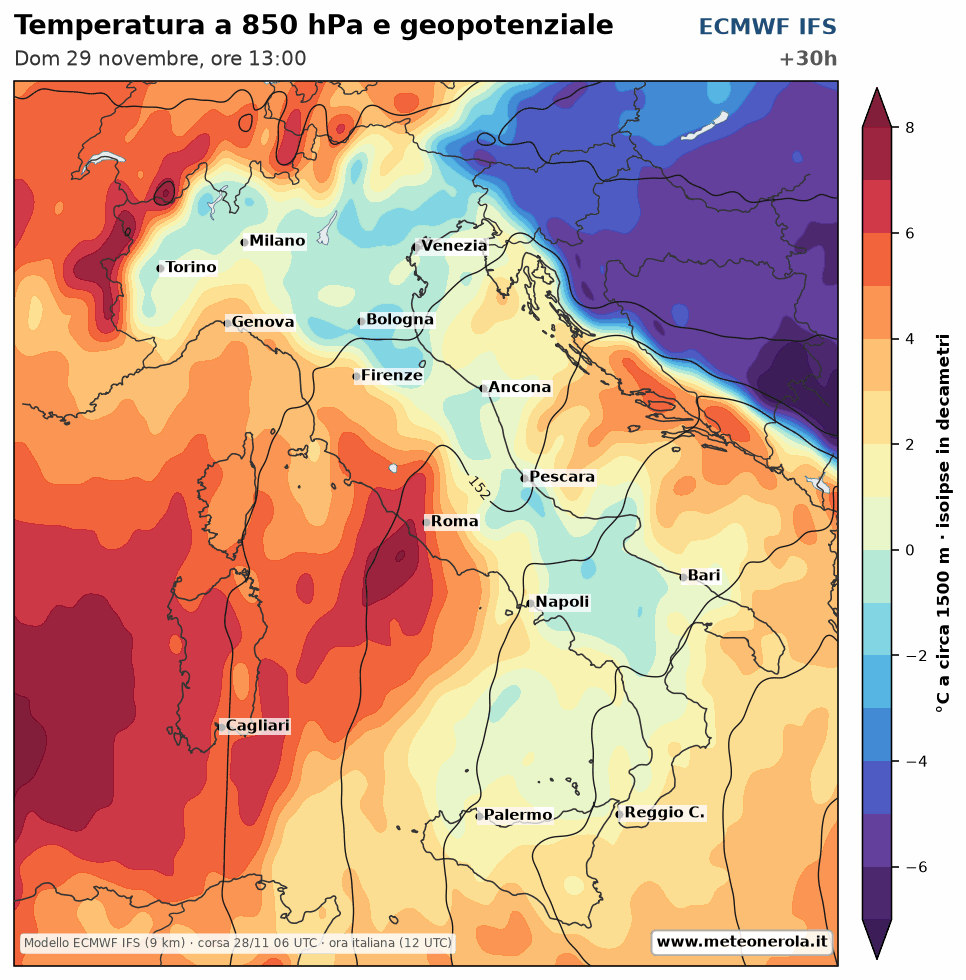 Temperatura a 850 hPa e geopotenziale
ECMWF IFS
Dom 29 novembre, ore 13:00
+30h
Milano
Venezia
Torino
Genova
Bologna
Firenze
Ancona
152
Pescara
Roma
Bari
Napoli
Cagliari
Palermo
Reggio C.
8
6
4
2
0
−2
−4
−6
°C a circa 1500 m · isoipse in decametri
Modello ECMWF IFS (9 km) · corsa 28/11 06 UTC · ora italiana (12 UTC)
www.meteonerola.it